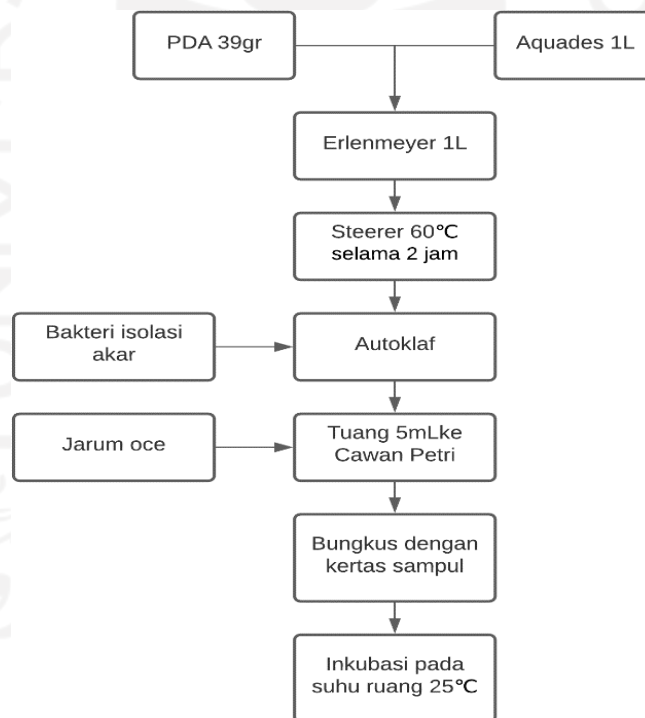 PDA 39gr
Aquades 1L
Erlenmeyer 1L
Steerer 60℃
selama 2 jam
Bakteri isolasi
akar
Autoklaf
Jarum oce
Tuang 5mLke
Cawan Petri
Bungkus dengan
kertas sampul
Inkubasi pada
suhu ruang 25℃